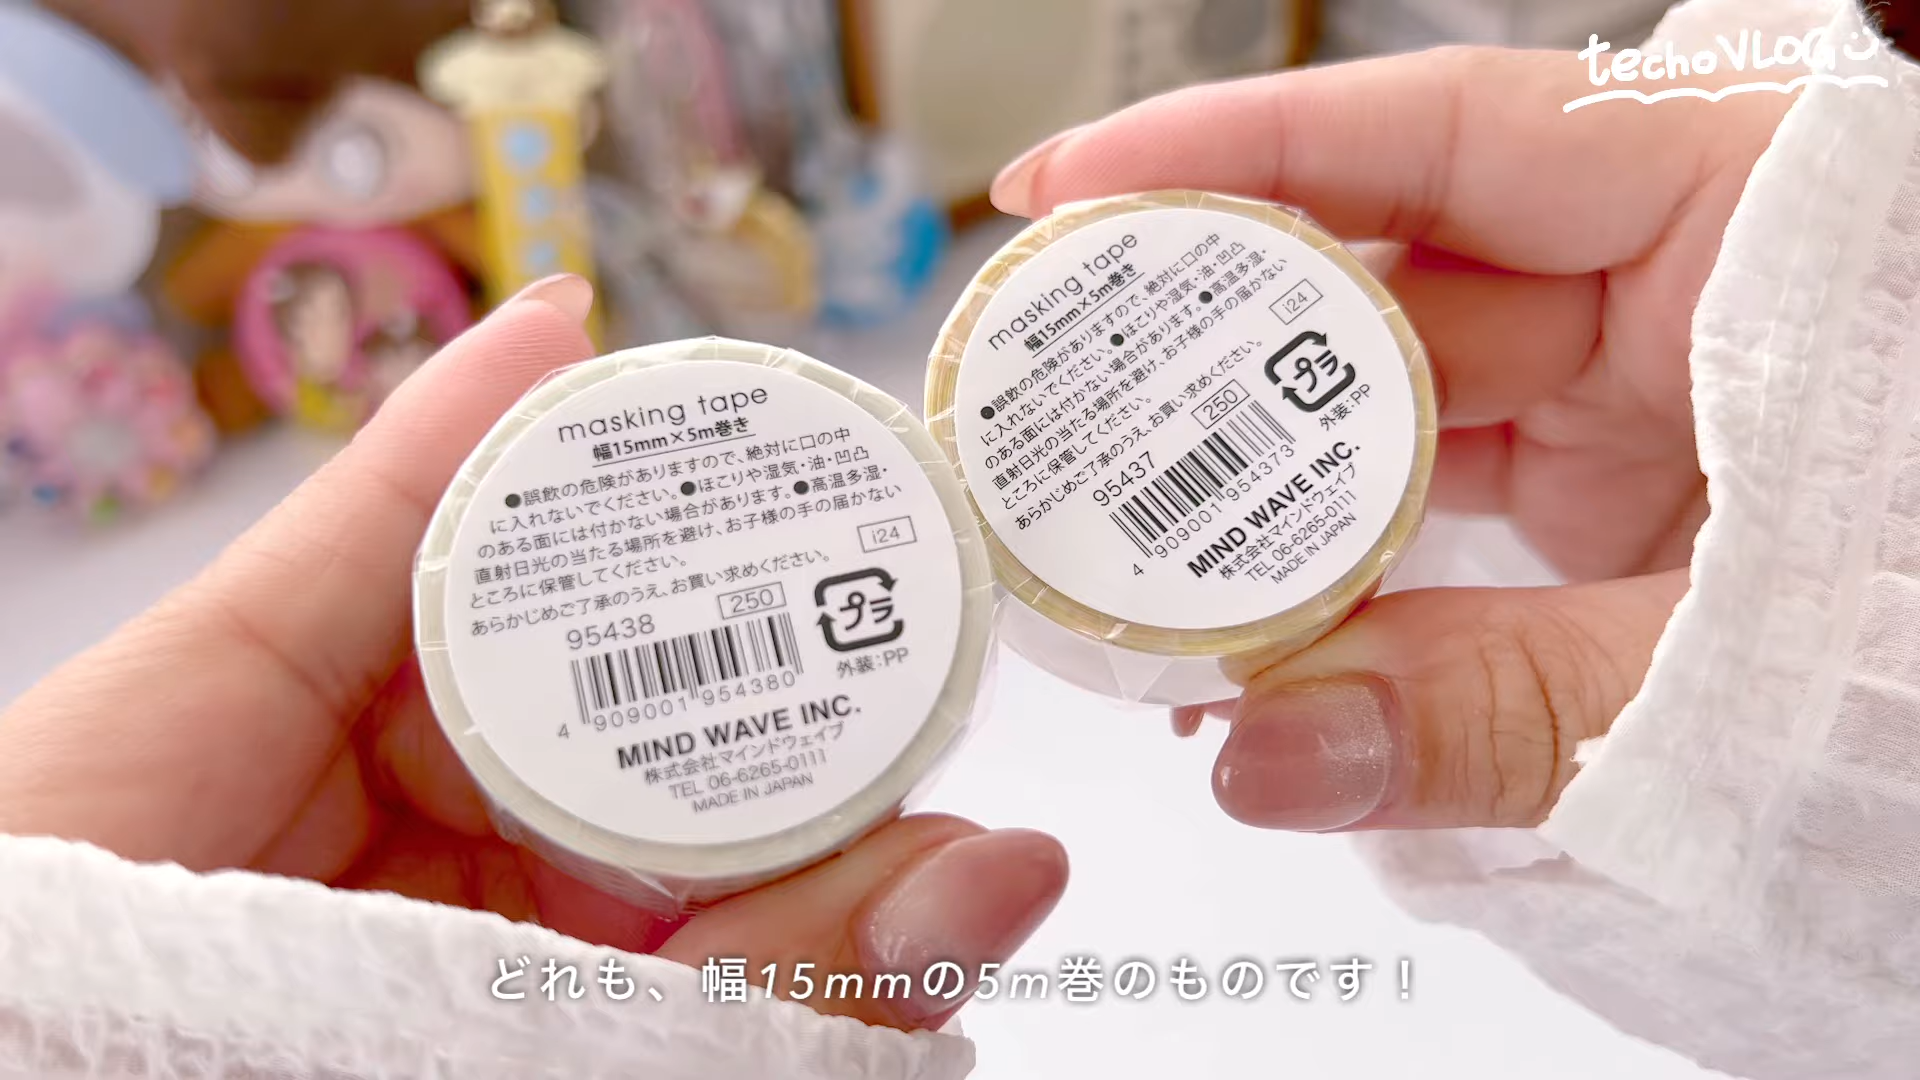 techoVLOG
masking tape
幅15mm×5m巻き
●誤飲の危険がありますので、絶対に口の中
に入れないでください。●ほこりや湿気・油・凹凸
のある面には付かない場合があります。●高温多湿・
直射日光の当たる場所を避け、お子様の手の届かない
ところに保管してください。
あらかじめご了承のうえ、お買い求めください。
i24
95438
250
プラ
外装:PP
4 909001 954380
MIND WAVE INC.
株式会社マインドウェイブ
TEL 06-6265-0111
MADE IN JAPAN
masking tape
幅15mm×5m巻き
●誤飲の危険がありますので、絶対に口の中
に入れないでください。●ほこりや湿気・油・凹凸
のある面には付かない場合があります。●高温多湿・
直射日光の当たる場所を避け、お子様の手の届かない
ところに保管してください。
あらかじめご了承のうえ、お買い求めください。
i24
95437
250
プラ
外装:PP
4 909001 954373
MIND WAVE INC.
株式会社マインドウェイブ
TEL 06-6265-0111
MADE IN JAPAN
どれも、幅15mmの5m巻のものです！